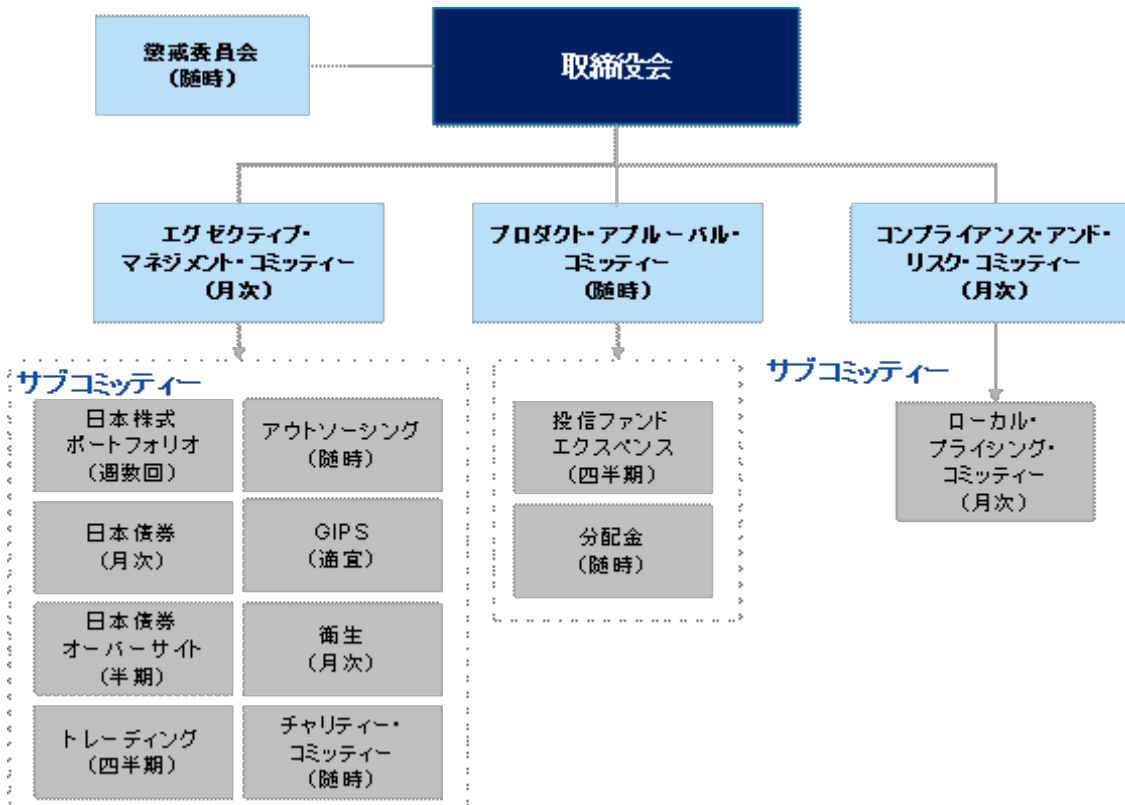 懲戒委員会
(随時)
取締役会
エグゼクティブ・
マネジメント・コミッティー
(月次)
プロダクト・アプルーバル・
コミッティー
(随時)
コンプライアンス・アンド・
リスク・コミッティー
(月次)
サブコミッティー
日本株式
ポートフォリオ
(週数回)
アウトソーシング
(随時)
日本債券
(月次)
GIPS
(適宜)
日本債券
オーバーサイト
(半期)
衛生
(月次)
トレーディング
(四半期)
チャリティー・
コミッティー
(随時)
投信ファンド
エクスペンス
(四半期)
分配金
(随時)
サブコミッティー
ローカル・
プライシング・
コミッティー
(月次)